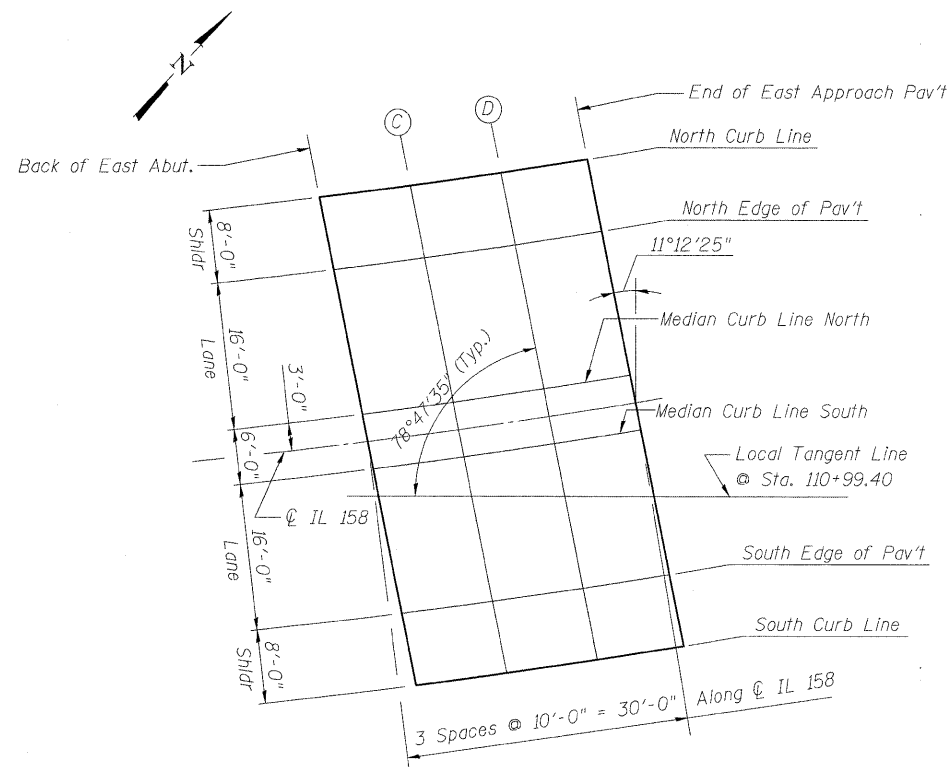 N
C
D
End of East Approach Pav't
North Curb Line
Back of East Abut.
North Edge of Pav't
8'-0"
Shldr
11°12'25"
Median Curb Line North
16'-0"
Lane
3'-0"
78°47'35" (Typ.)
Median Curb Line South
6'-0"
Local Tangent Line
@ Sta. 110+99.40
℄ IL 158
16'-0"
Lane
South Edge of Pav't
South Curb Line
8'-0"
Shldr
3 Spaces @ 10'-0" = 30'-0" Along ℄ IL 158